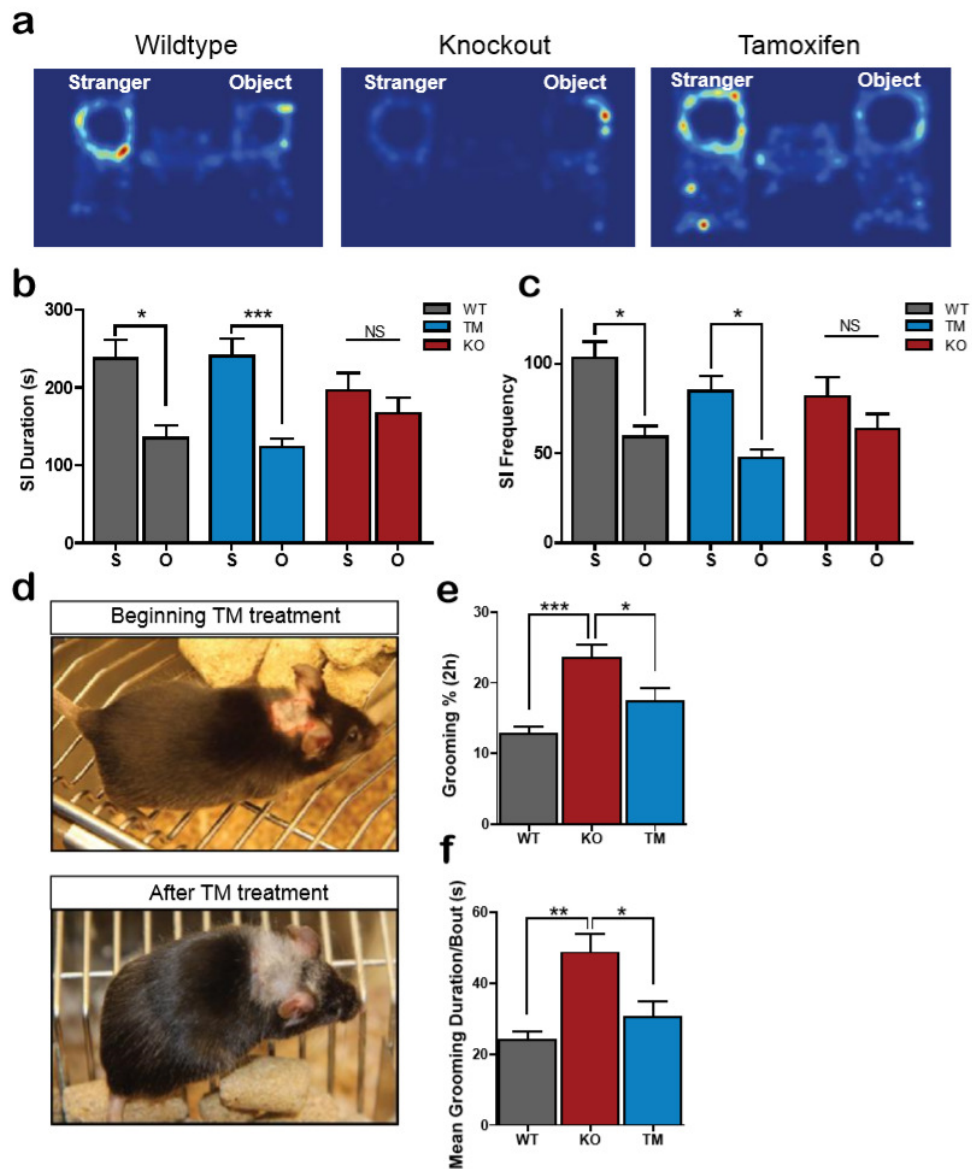 a
Wildtype
Knockout
Tamoxifen
Stranger Object
Object
Stranger Object
b
SI Duration (s)
300
200
100
0
* *** NS
WT
TM
KO
S O S O S O
c
SI Frequency
100
50
0
* * NS
WT
TM
KO
S O S O S O
d
Beginning TM treatment
After TM treatment
e
Grooming % (2h)
30
20
10
0
*** *
WT KO TM
f
Mean Grooming Duration/Bout (s)
60
40
20
0
** *
WT KO TM